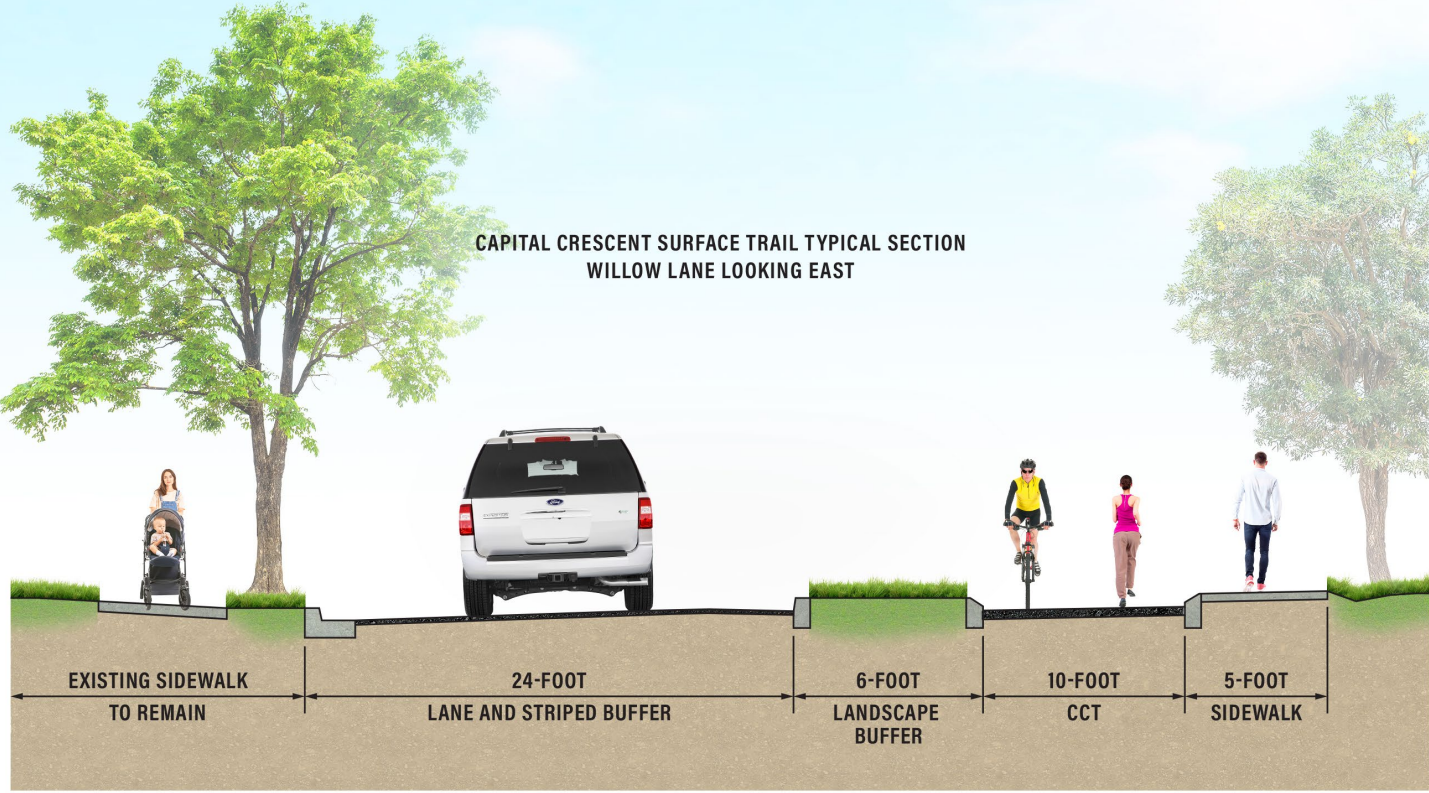 CAPITAL CRESCENT SURFACE TRAIL TYPICAL SECTION
WILLOW LANE LOOKING EAST
Ford
EXISTING SIDEWALK
TO REMAIN
24-FOOT
LANE AND STRIPED BUFFER
6-FOOT
LANDSCAPE
BUFFER
10-FOOT
CCT
5-FOOT
SIDEWALK